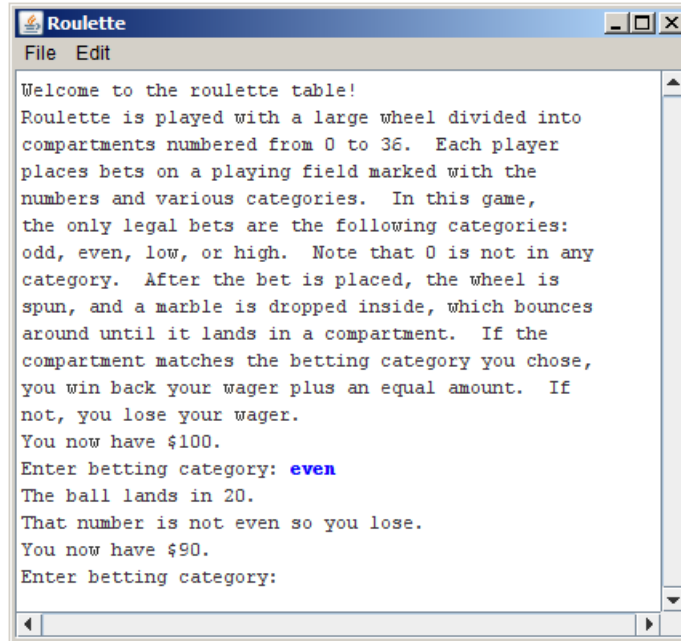 Roulette
File Edit
Welcome to the roulette table!
Roulette is played with a large wheel divided into
compartments numbered from 0 to 36.  Each player
places bets on a playing field marked with the
numbers and various categories.  In this game,
the only legal bets are the following categories:
odd, even, low, or high.  Note that 0 is not in any
category.  After the bet is placed, the wheel is
spun, and a marble is dropped inside, which bounces
around until it lands in a compartment.  If the
compartment matches the betting category you chose,
you win back your wager plus an equal amount.  If
not, you lose your wager.
You now have $100.
Enter betting category: even
The ball lands in 20.
That number is not even so you lose.
You now have $90.
Enter betting category: